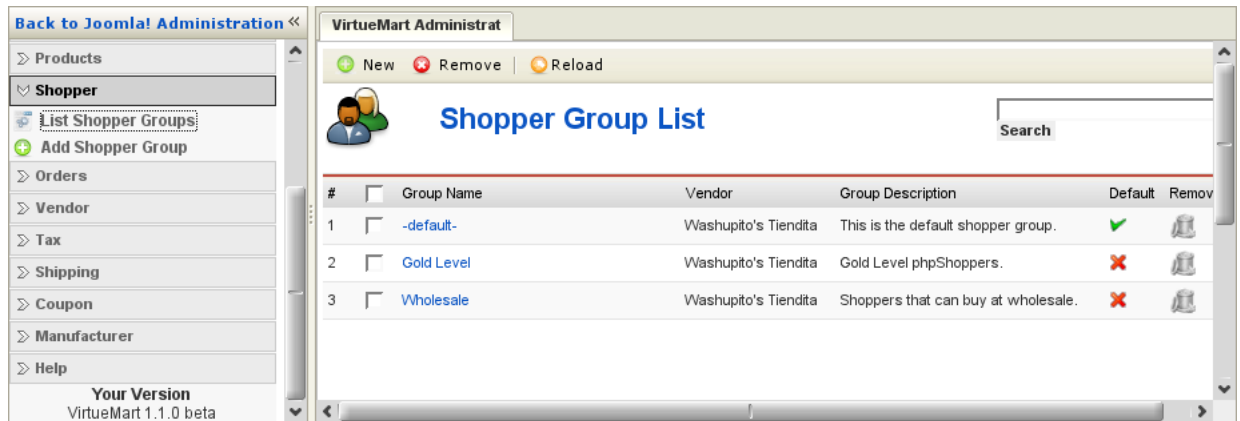 Back to Joomla! Administration «
Products
Shopper
List Shopper Groups
Add Shopper Group
Orders
Vendor
Tax
Shipping
Coupon
Manufacturer
Help
Your Version
VirtueMart 1.1.0 beta
VirtueMart Administrat
New Remove Reload
Shopper Group List
Search
# Group Name Vendor Group Description Default Remov
1 -default- Washupito's Tiendita This is the default shopper group.
2 Gold Level Washupito's Tiendita Gold Level phpShoppers.
3 Wholesale Washupito's Tiendita Shoppers that can buy at wholesale.